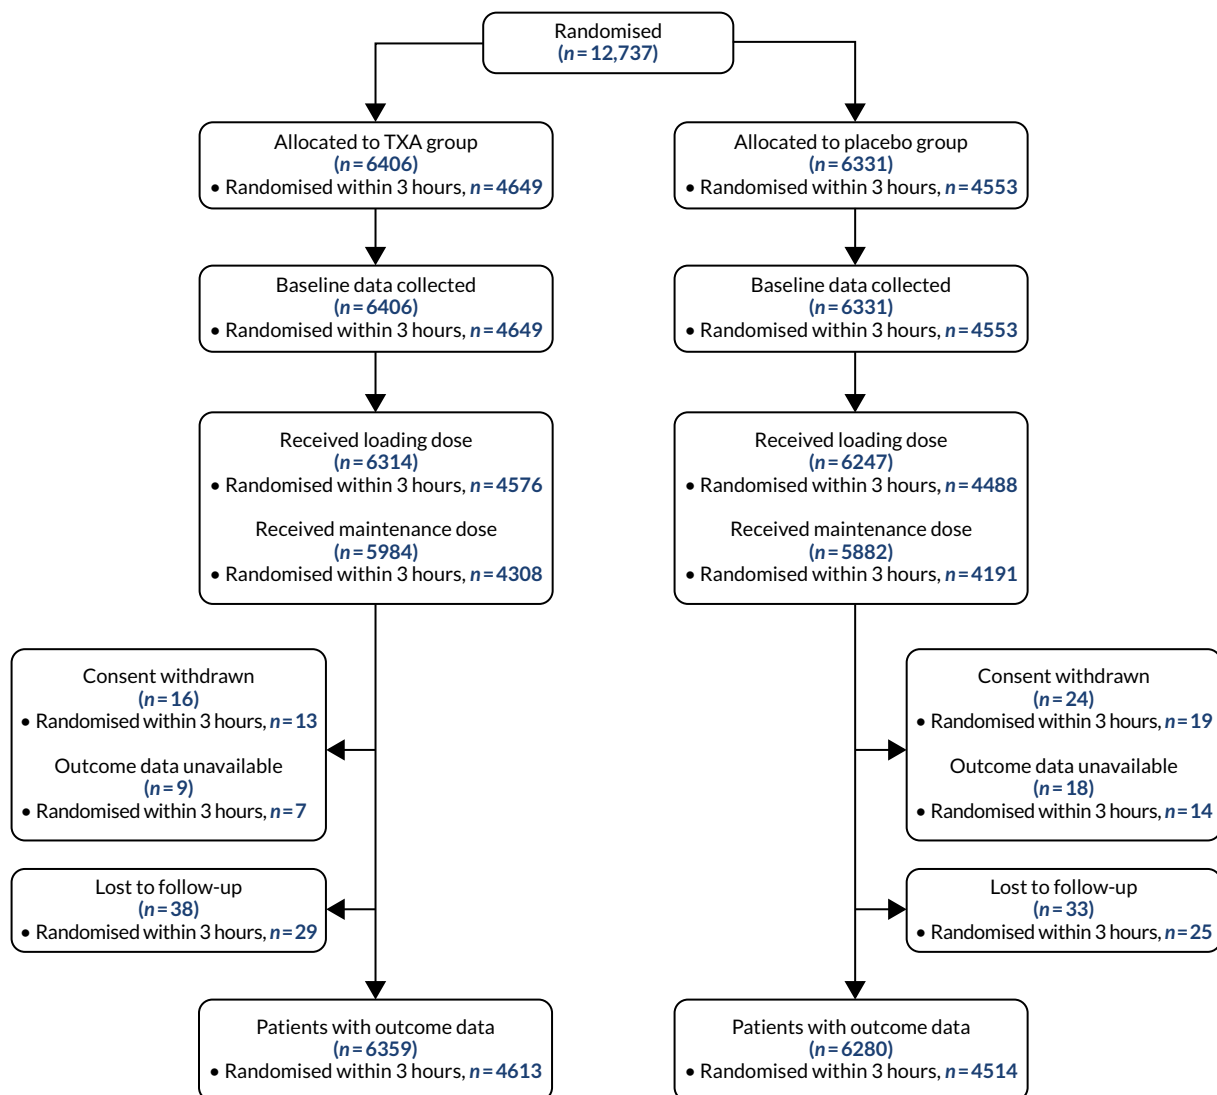 Randomised
(n=12,737)
Allocated to TXA group
(n=6406)
• Randomised within 3 hours, n=4649
Allocated to placebo group
(n=6331)
• Randomised within 3 hours, n=4553
Baseline data collected
(n=6406)
• Randomised within 3 hours, n=4649
Baseline data collected
(n=6331)
• Randomised within 3 hours, n=4553
Received loading dose
(n=6314)
• Randomised within 3 hours, n=4576
Received maintenance dose
(n=5984)
• Randomised within 3 hours, n=4308
Received loading dose
(n=6247)
• Randomised within 3 hours, n=4488
Received maintenance dose
(n=5882)
• Randomised within 3 hours, n=4191
Consent withdrawn
(n=16)
• Randomised within 3 hours, n=13
Outcome data unavailable
(n=9)
• Randomised within 3 hours, n=7
Consent withdrawn
(n=24)
• Randomised within 3 hours, n=19
Outcome data unavailable
(n=18)
• Randomised within 3 hours, n=14
Lost to follow-up
(n=38)
• Randomised within 3 hours, n=29
Lost to follow-up
(n=33)
• Randomised within 3 hours, n=25
Patients with outcome data
(n=6359)
• Randomised within 3 hours, n=4613
Patients with outcome data
(n=6280)
• Randomised within 3 hours, n=4514